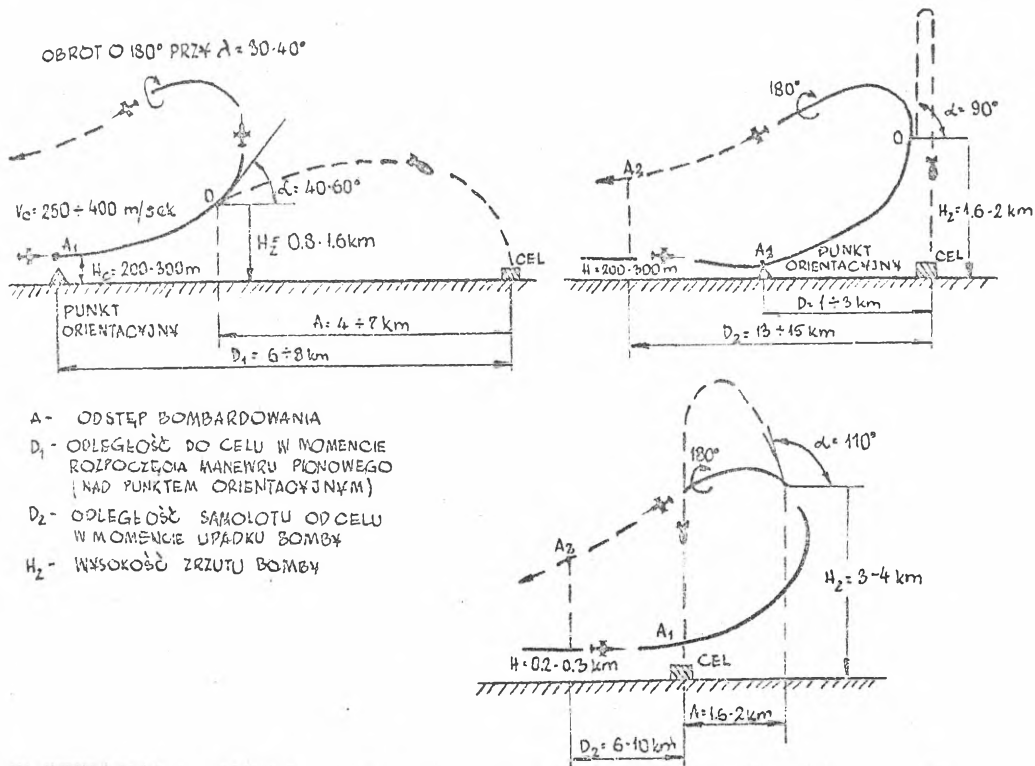 OBROT O 180° PRZY λ = 30-40°
α = 40-60°
Vc = 250 ÷ 400 m/sek
O
A₁
Hz = 0.8-1.6km
Hc = 200-300m
CEL
PUNKT
ORIENTACYJNY
A = 4 ÷ 7 km
D₁ = 6 ÷ 8 km
180°
α = 90°
O
A₂
Hz = 1.6-2 km
A₁
PUNKT
ORIENTACYJNY
CEL
H = 200-300m
D = 1 ÷ 3 km
D₂ = 13 ÷ 15 km
A - ODSTĘP BOMBARDOWANIA
D₁ - ODLEGŁOŚĆ DO CELU W MOMENCIE
ROZPOCZĘCIA MANEWRU PIONOWEGO
(NAD PUNKTEM ORIENTACYJNYM)
D₂ - ODLEGŁOŚĆ SAMOLOTU OD CELU
W MOMENCIE UPADKU BOMBY
Hz - WYSOKOŚĆ ZRZUTU BOMBY
180°
α = 110°
A₂
Hz = 3-4 km
A₁
H = 0.2-0.3 km
CEL
A = 1.6-2km
D₂ = 6-10 km